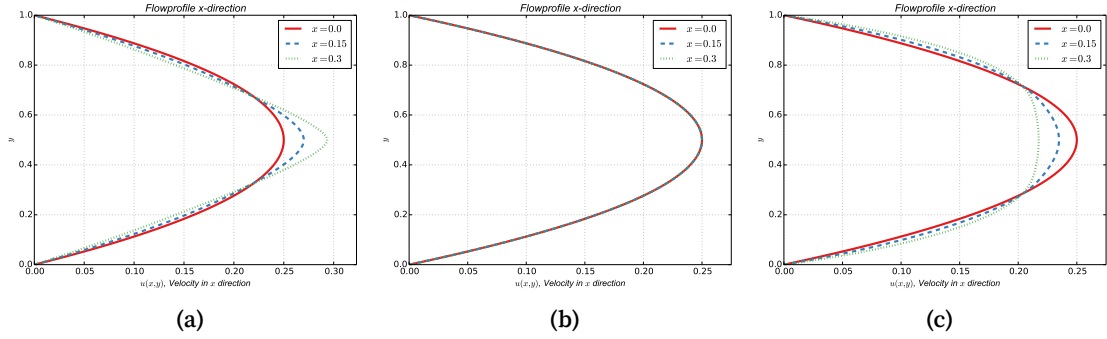 Flowprofile x-direction
1.0
0.8
0.6
0.4
0.2
0.0
y
x=0.0
x=0.15
x=0.3
0.00 0.05 0.10 0.15 0.20 0.25 0.30
u(x,y), Velocity in x direction
(a)
Flowprofile x-direction
1.0
0.8
0.6
0.4
0.2
0.0
y
x=0.0
x=0.15
x=0.3
0.00 0.05 0.10 0.15 0.20 0.25
u(x,y), Velocity in x direction
(b)
Flowprofile x-direction
1.0
0.8
0.6
0.4
0.2
0.0
y
x=0.0
x=0.15
x=0.3
0.00 0.05 0.10 0.15 0.20 0.25
u(x,y), Velocity in x direction
(c)